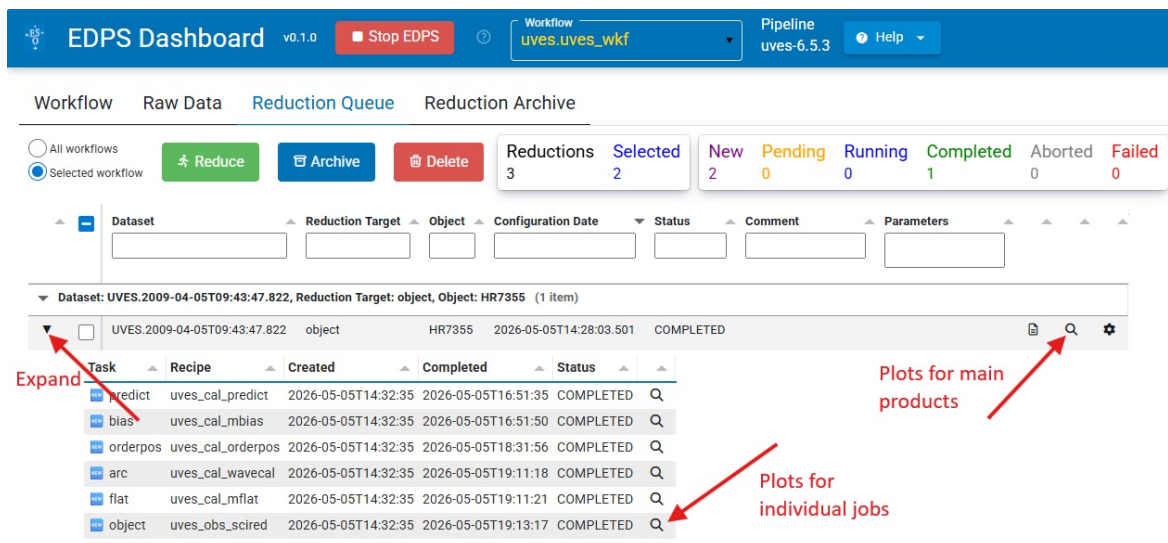 EDPS Dashboard v0.1.0 Stop EDPS Workflow uves.uves_wkf Pipeline uves-6.5.3 Help
Workflow Raw Data Reduction Queue Reduction Archive
All workflows
Selected workflow
Reduce Archive Delete
Reductions Selected New Pending Running Completed Aborted Failed
3 2 2 0 0 1 0 0
Dataset Reduction Target Object Configuration Date Status Comment Parameters
Dataset: UVES.2009-04-05T09:43:47.822, Reduction Target: object, Object: HR7355 (1 item)
UVES.2009-04-05T09:43:47.822 object HR7355 2026-05-05T14:28:03.501 COMPLETED
Task Recipe Created Completed Status
predict uves_cal_predict 2026-05-05T14:32:35 2026-05-05T16:51:35 COMPLETED
bias uves_cal_mbias 2026-05-05T14:32:35 2026-05-05T16:51:50 COMPLETED
orderpos uves_cal_orderpos 2026-05-05T14:32:35 2026-05-05T18:31:56 COMPLETED
arc uves_cal_wavecal 2026-05-05T14:32:35 2026-05-05T19:11:18 COMPLETED
flat uves_cal_mflat 2026-05-05T14:32:35 2026-05-05T19:11:21 COMPLETED
object uves_obs_scired 2026-05-05T14:32:35 2026-05-05T19:13:17 COMPLETED
Expand
Plots for main
products
Plots for
individual jobs